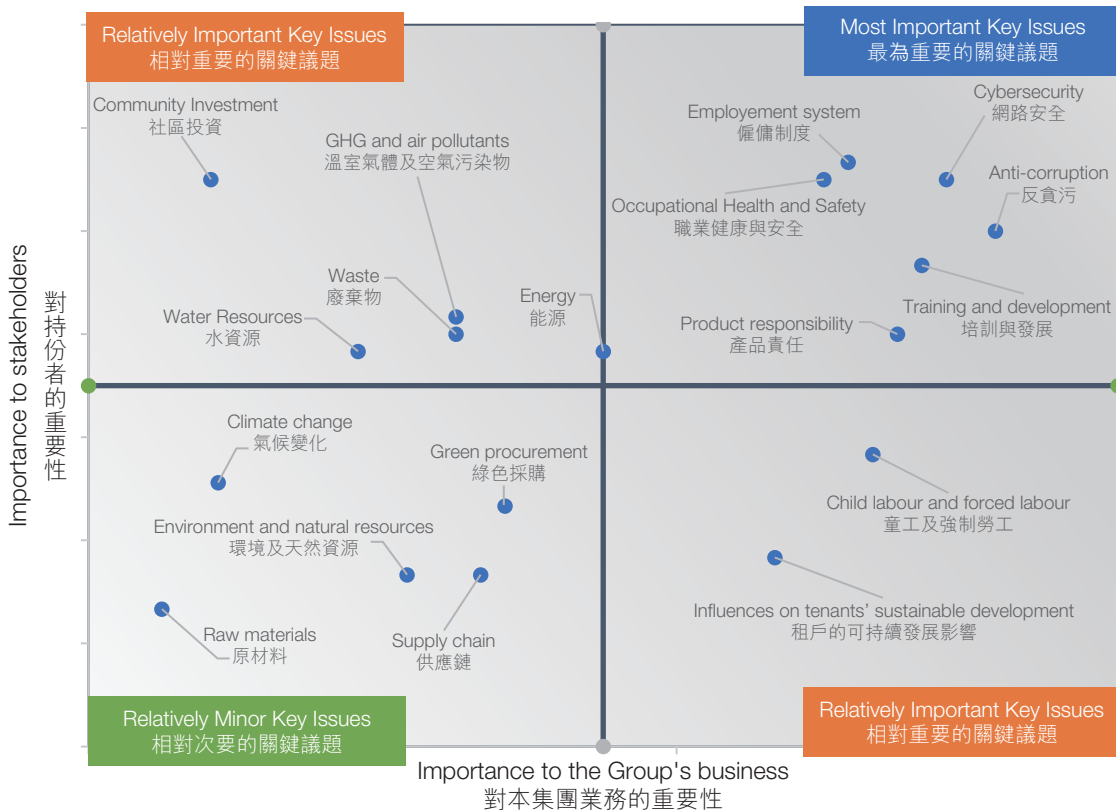 Relatively Important Key Issues
相對重要的關鍵議題
Most Important Key Issues
最為重要的關鍵議題
Community Investment
社區投資
GHG and air pollutants
溫室氣體及空氣污染物
Employement system
僱傭制度
Cybersecurity
網路安全
Anti-corruption
反貪污
Occupational Health and Safety
職業健康與安全
Waste
廢棄物
Water Resources
水資源
Energy
能源
Training and development
培訓與發展
Product responsibility
產品責任
Importance to stakeholders
對持份者的重要性
Climate change
氣候變化
Green procurement
綠色採購
Environment and natural resources
環境及天然資源
Child labour and forced labour
童工及強制勞工
Raw materials
原材料
Supply chain
供應鏈
Influences on tenants’ sustainable development
租戶的可持續發展影響
Relatively Minor Key Issues
相對次要的關鍵議題
Relatively Important Key Issues
相對重要的關鍵議題
Importance to the Group's business
對本集團業務的重要性